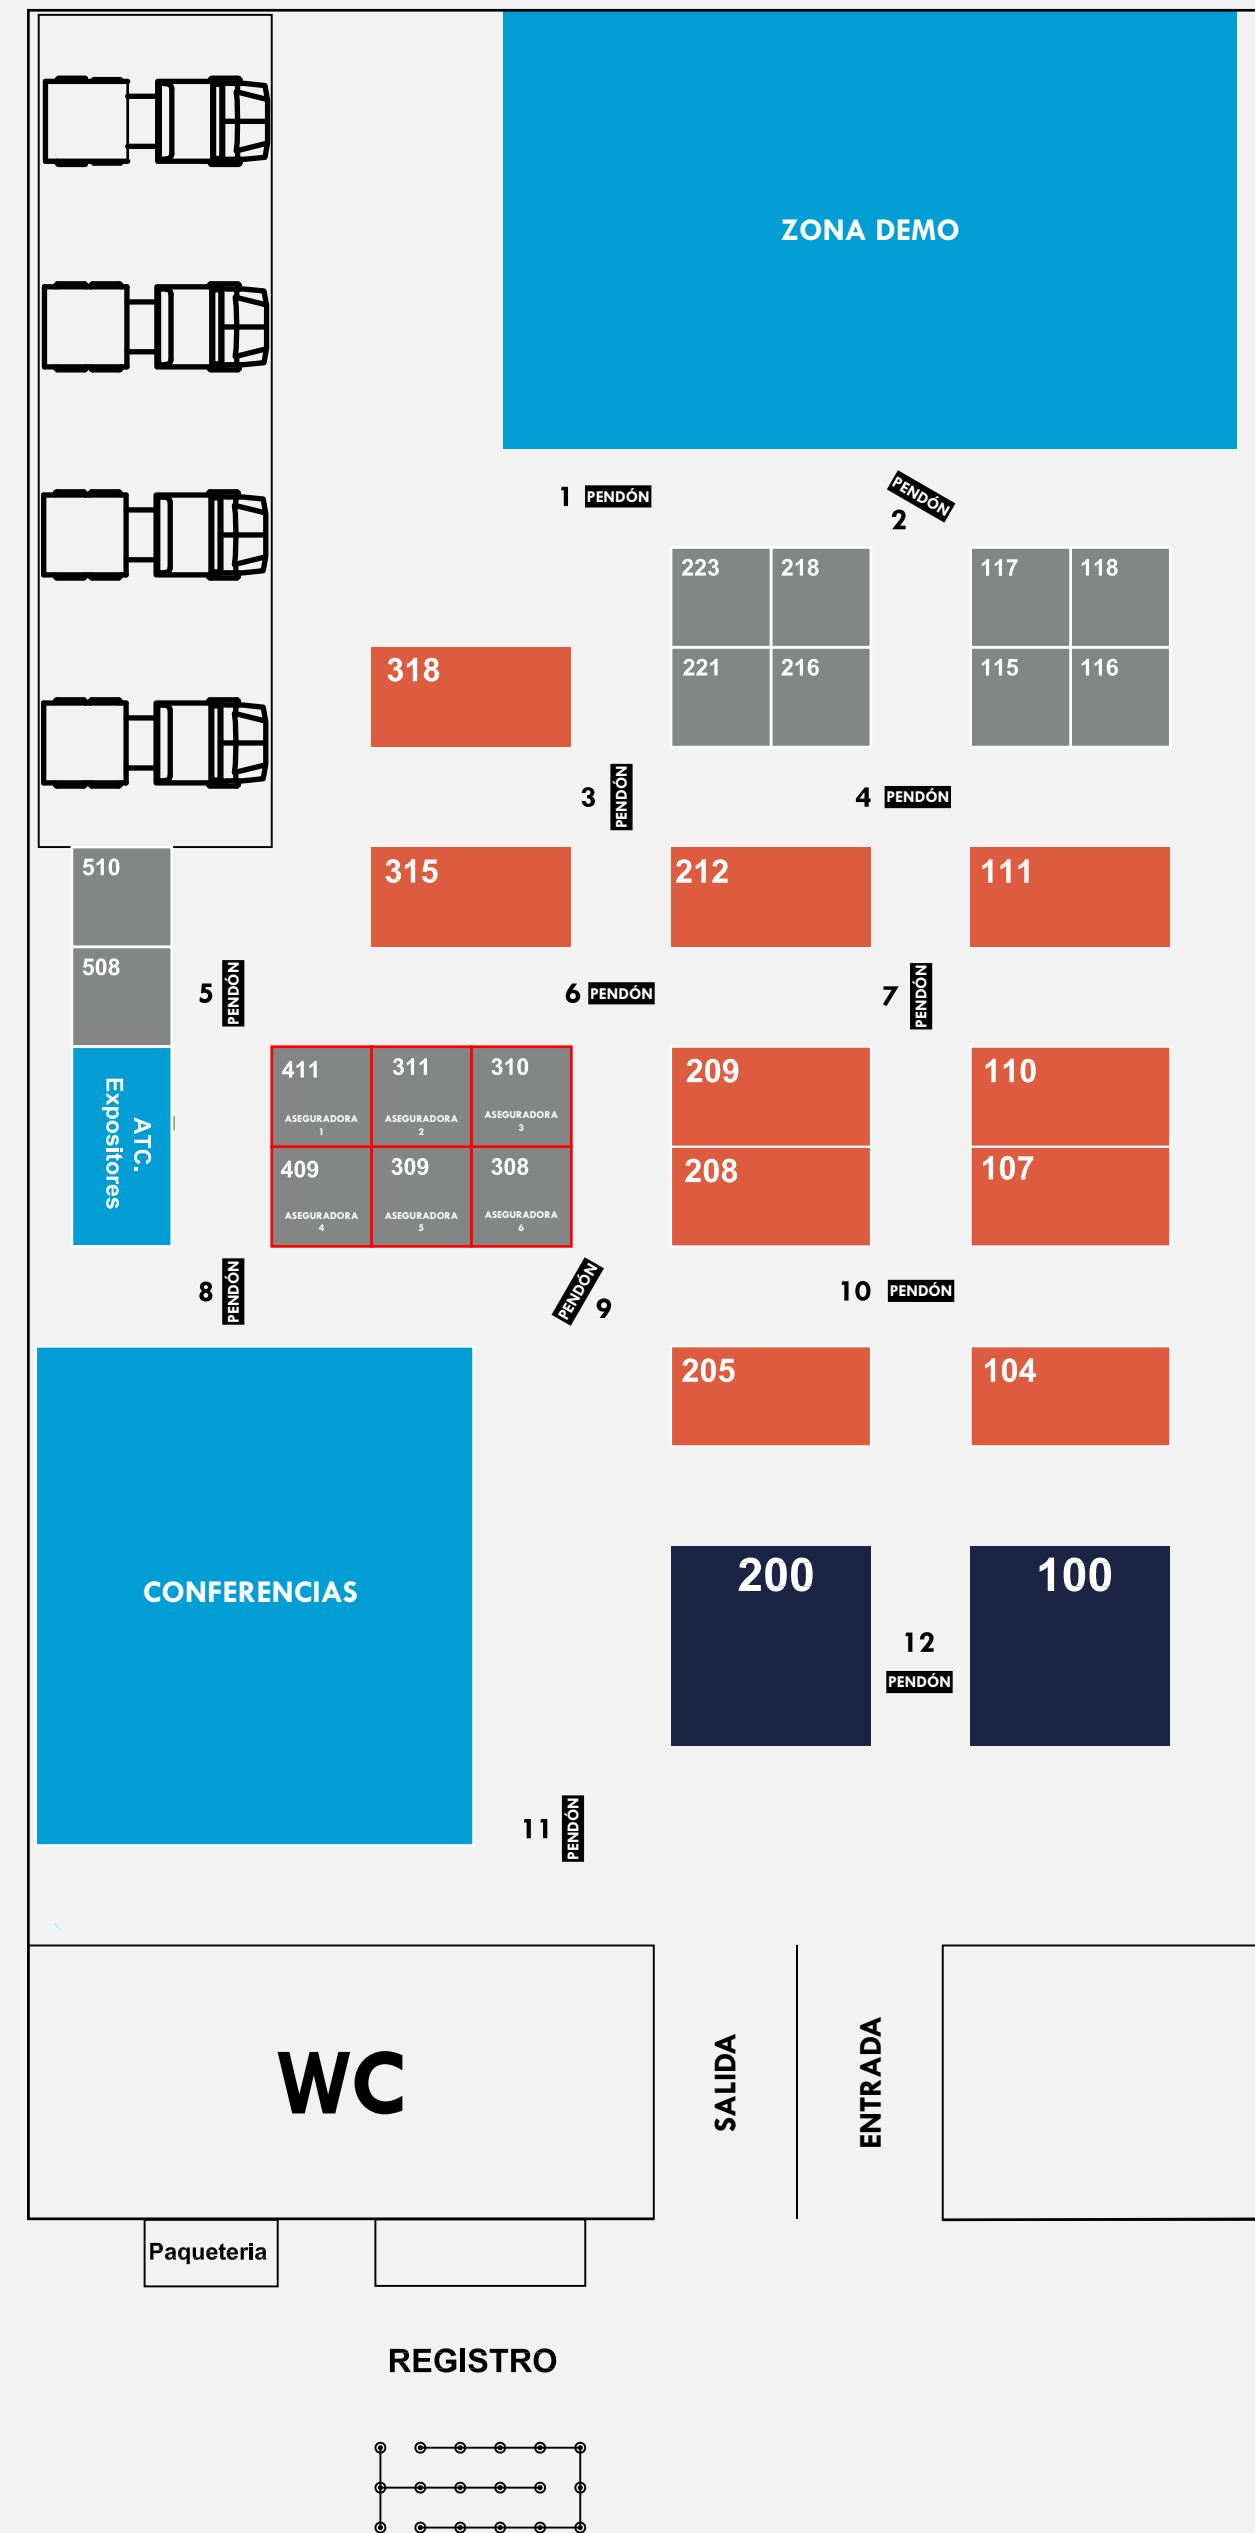 ZONA DEMO
1 PENDÓN
PENDÓN
2
223 218
117 118
221 216
115 116
318
3 PENDÓN
4 PENDÓN
510
315
212
111
508
5 PENDÓN
6 PENDÓN
7 PENDÓN
411
ASEGURADORA
1
311
ASEGURADORA
2
310
ASEGURADORA
3
209
110
ATC.
Expositores
409
ASEGURADORA
4
309
ASEGURADORA
5
308
ASEGURADORA
6
208
107
8 PENDÓN
PENDÓN 9
10 PENDÓN
205
104
CONFERENCIAS
200
100
12
PENDÓN
11 PENDÓN
WC
SALIDA
ENTRADA
Paqueteria
REGISTRO